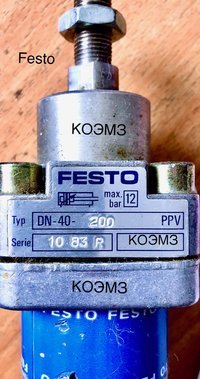 Festo
КОЭМЗ
FESTO
max. bar 12
Typ DN-40- 200 PPV
Serie 10 83 R КОЭМЗ
КОЭМЗ
FESTO FESTO